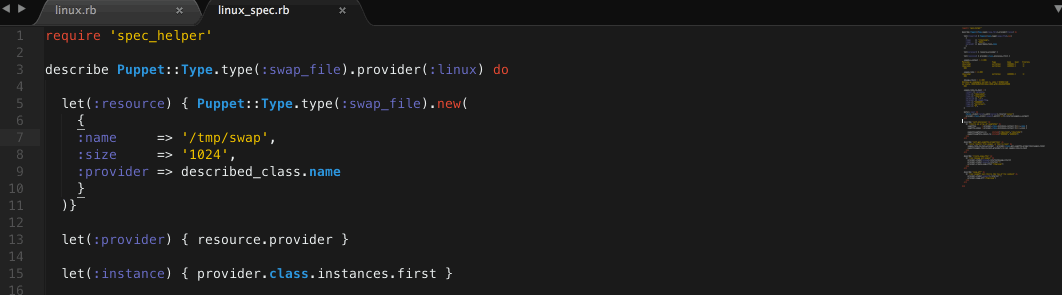 linux.rb × linux_spec.rb ×
1 require 'spec_helper'
2
3 describe Puppet::Type.type(:swap_file).provider(:linux) do
4
5   let(:resource) { Puppet::Type.type(:swap_file).new(
6     {
7     :name     => '/tmp/swap',
8     :size     => '1024',
9     :provider => described_class.name
10     }
11   )}
12
13   let(:provider) { resource.provider }
14
15   let(:instance) { provider.class.instances.first }
16